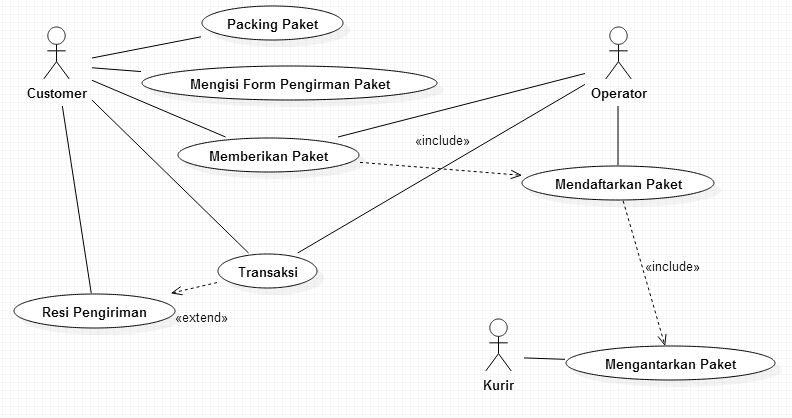 Packing Paket
Customer
Mengisi Form Pengirman Paket
Operator
Memberikan Paket
«include»
Mendaftarkan Paket
Transaksi
«include»
Resi Pengiriman
«extend»
Mengantarkan Paket
Kurir